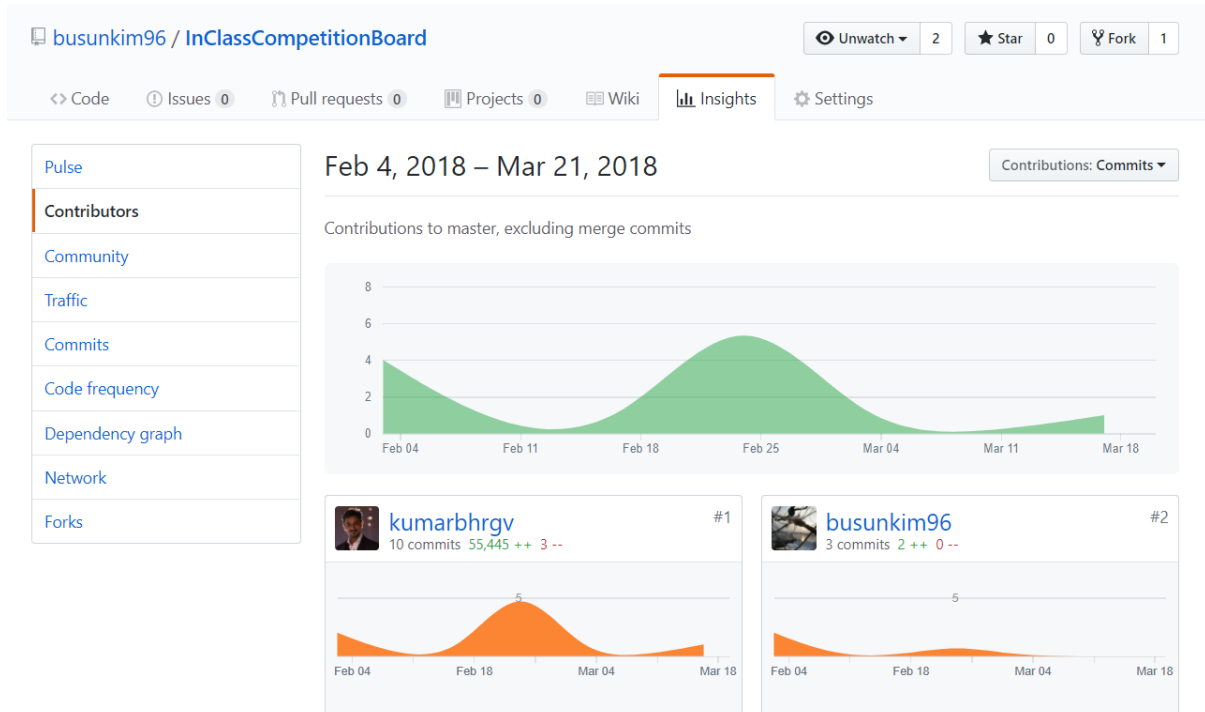 busunkim96 / InClassCompetitionBoard
Unwatch 2 Star 0 Fork 1
Code Issues 0 Pull requests 0 Projects 0 Wiki Insights Settings
Pulse
Contributors
Community
Traffic
Commits
Code frequency
Dependency graph
Network
Forks
Feb 4, 2018 – Mar 21, 2018
Contributions: Commits
Contributions to master, excluding merge commits
8
6
4
2
0
Feb 04 Feb 11 Feb 18 Feb 25 Mar 04 Mar 11 Mar 18
kumarbhrgv #1
10 commits 55,445 ++ 3 --
5
Feb 04 Feb 18 Mar 04 Mar 18
busunkim96 #2
3 commits 2 ++ 0 --
5
Feb 04 Feb 18 Mar 04 Mar 18